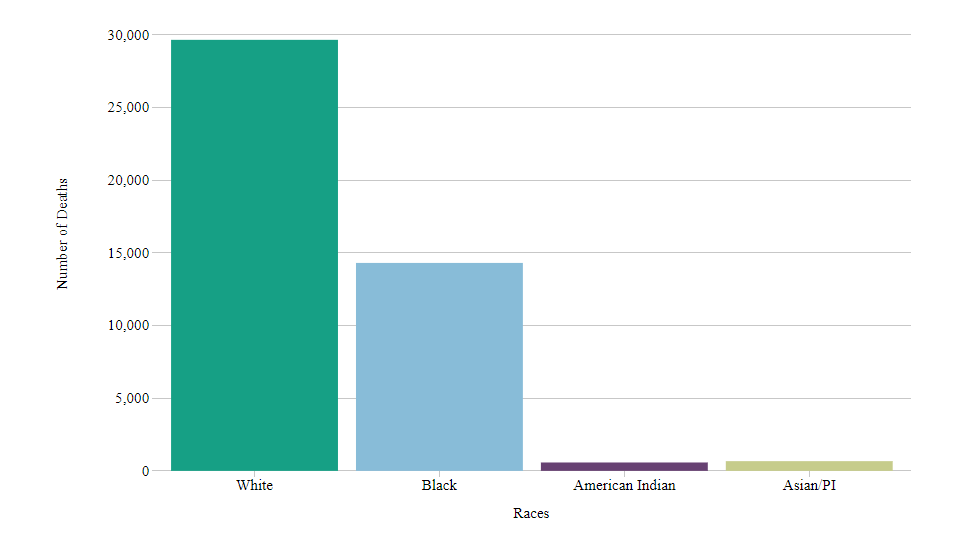 30,000
25,000
20,000
15,000
10,000
5,000
0
Number of Deaths
White
Black
American Indian
Asian/PI
Races